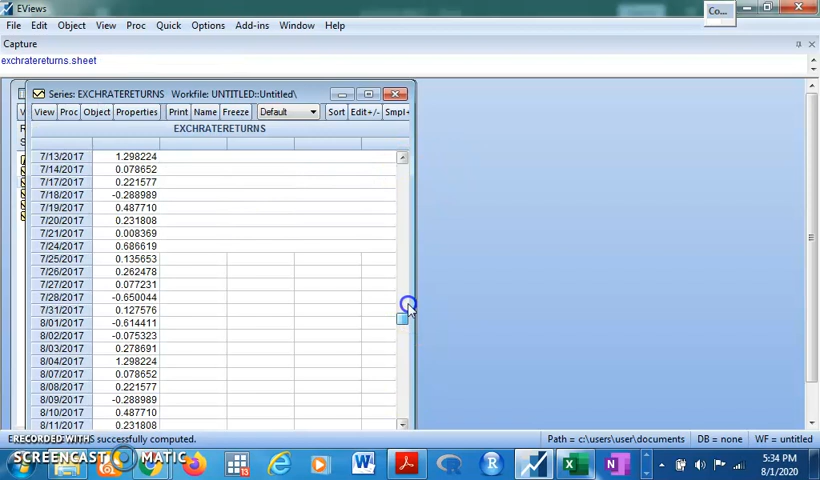 EViews
Co...
File Edit Object View Proc Quick Options Add-ins Window Help
Capture
exchratereturns.sheet
Series: EXCHRATERETURNS Workfile: UNTITLED::Untitled\
View Proc Object Properties Print Name Freeze Default Sort Edit+/- Smpl+
EXCHRATERETURNS
7/13/2017 1.298224
7/14/2017 0.078652
7/17/2017 0.221577
7/18/2017 -0.288989
7/19/2017 0.487710
7/20/2017 0.231808
7/21/2017 0.008369
7/24/2017 0.686619
7/25/2017 0.135653
7/26/2017 0.262478
7/27/2017 0.077231
7/28/2017 -0.650044
7/31/2017 0.127576
8/01/2017 -0.614411
8/02/2017 -0.075323
8/03/2017 0.278691
8/04/2017 1.298224
8/07/2017 0.078652
8/08/2017 0.221577
8/09/2017 -0.288989
8/10/2017 0.487710
8/11/2017 0.231808
successfully computed. Path = c:\users\user\documents DB = none WF = untitled
RECORDED WITH
SCREENCAST MATIC
5:34 PM
8/1/2020